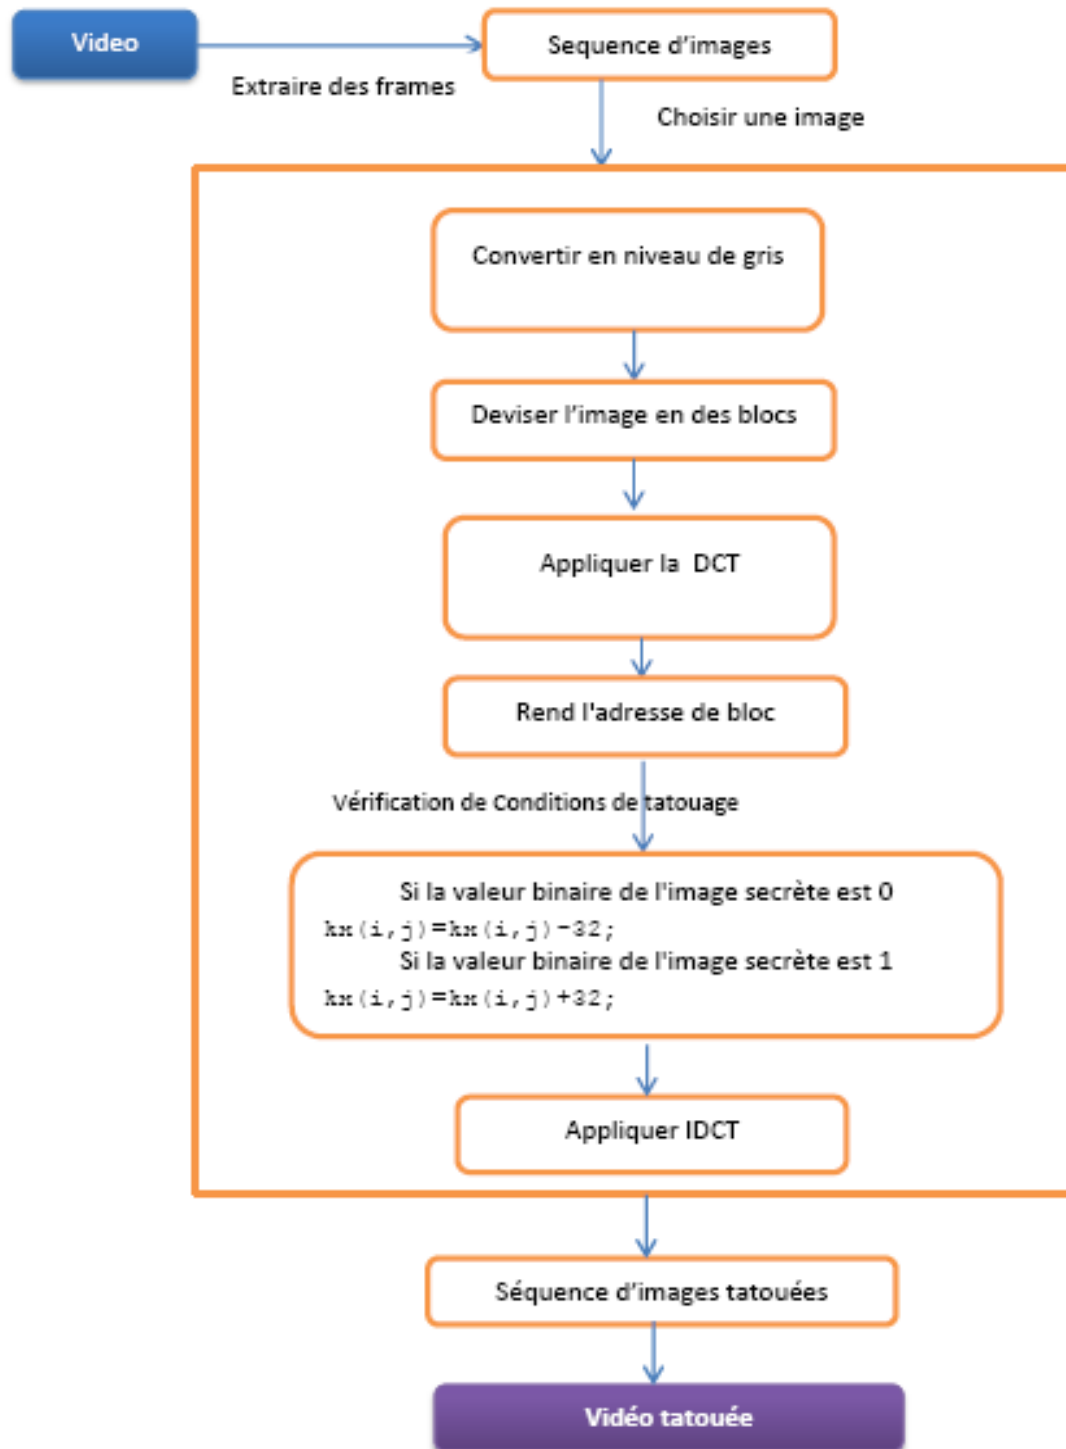 Video
Sequence d'images
Extraire des frames
Choisir une image
Convertir en niveau de gris
Deviser l'image en des blocs
Appliquer la DCT
Rend l'adresse de bloc
Vérification de Conditions de tatouage
Si la valeur binaire de l'image secrète est 0
kx(i,j)=kx(i,j)-32;
Si la valeur binaire de l'image secrète est 1
kx(i,j)=kx(i,j)+32;
Appliquer IDCT
Séquence d'images tatouées
Vidéo tatouée